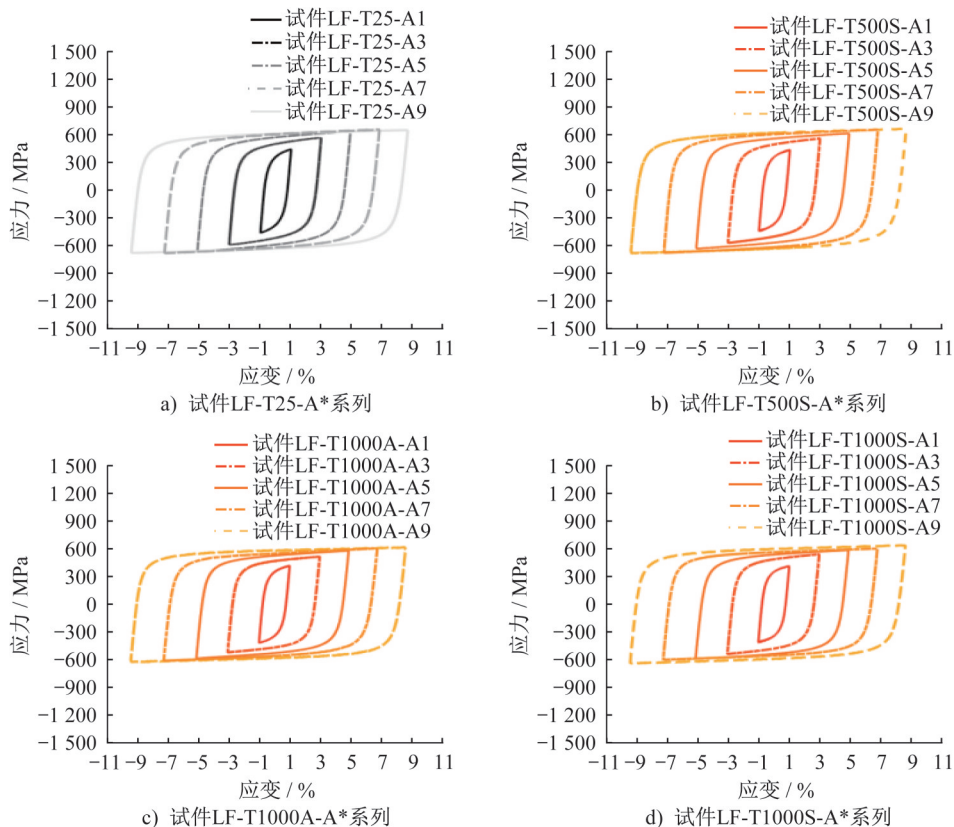 试件LF-T25-A1
试件LF-T25-A3
试件LF-T25-A5
试件LF-T25-A7
试件LF-T25-A9
1 500
1 200
900
600
300
0
−300
−600
−900
−1 200
−1 500
应力 / MPa
−11 −9 −7 −5 −3 −1 1 3 5 7 9 11
应变 / %
a) 试件LF-T25-A*系列
试件LF-T500S-A1
试件LF-T500S-A3
试件LF-T500S-A5
试件LF-T500S-A7
试件LF-T500S-A9
1 500
1 200
900
600
300
0
−300
−600
−900
−1 200
−1 500
应力 / MPa
−11 −9 −7 −5 −3 −1 1 3 5 7 9 11
应变 / %
b) 试件LF-T500S-A*系列
试件LF-T1000A-A1
试件LF-T1000A-A3
试件LF-T1000A-A5
试件LF-T1000A-A7
试件LF-T1000A-A9
1 500
1 200
900
600
300
0
−300
−600
−900
−1 200
−1 500
应力 / MPa
−11 −9 −7 −5 −3 −1 1 3 5 7 9 11
应变 / %
c) 试件LF-T1000A-A*系列
试件LF-T1000S-A1
试件LF-T1000S-A3
试件LF-T1000S-A5
试件LF-T1000S-A7
试件LF-T1000S-A9
1 500
1 200
900
600
300
0
−300
−600
−900
−1 200
−1 500
应力 / MPa
−11 −9 −7 −5 −3 −1 1 3 5 7 9 11
应变 / %
d) 试件LF-T1000S-A*系列